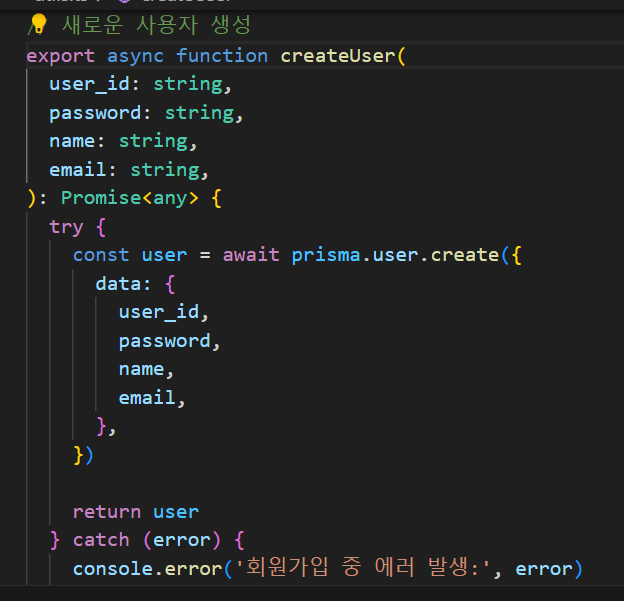 // 새로운 사용자 생성
export async function createUser(
  user_id: string,
  password: string,
  name: string,
  email: string,
): Promise<any> {
  try {
    const user = await prisma.user.create({
      data: {
        user_id,
        password,
        name,
        email,
      },
    })

    return user
  } catch (error) {
    console.error('회원가입 중 에러 발생:', error)